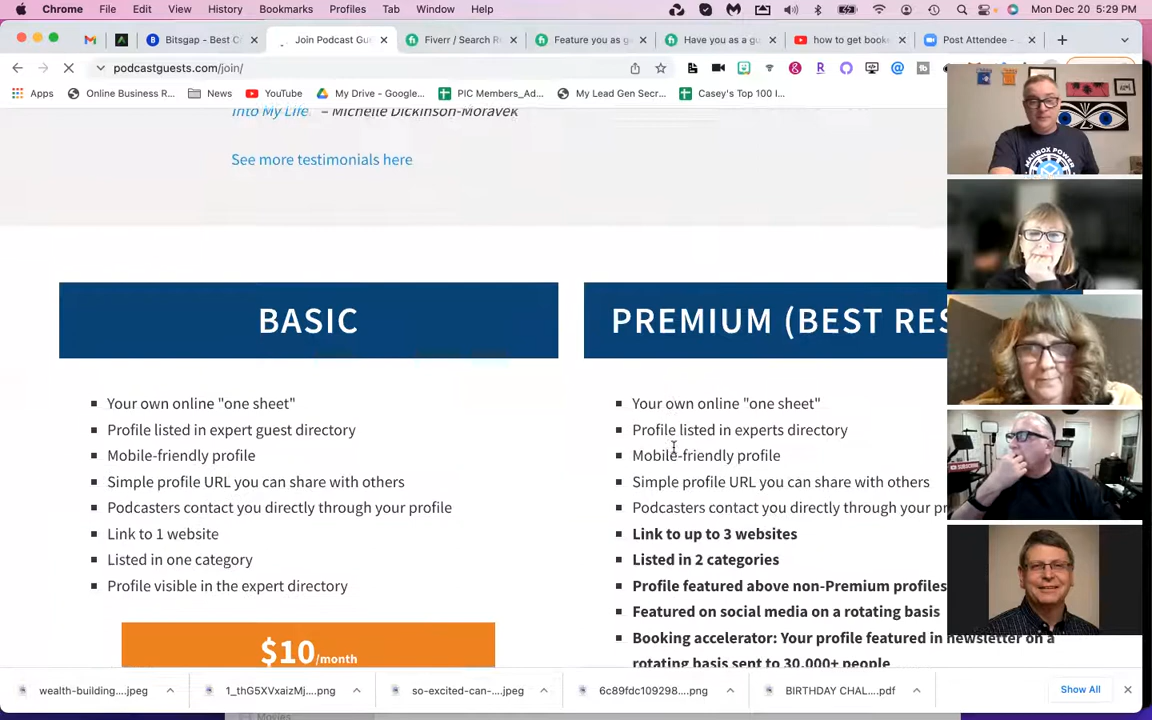 Chrome File Edit View History Bookmarks Profiles Tab Window Help Mon Dec 20 5:29 PM
Bitsgap - Best C
Join Podcast Gue
Fiverr / Search R
Feature you as g
Have you as a gu
how to get booke
Post Attendee -
podcastguests.com/join/
Apps Online Business R... News YouTube My Drive - Google... PIC Members_Ad... My Lead Gen Secr... Casey's Top 100 I...
Into My Life – Michelle Dickinson-Moravek
See more testimonials here
BASIC
Your own online "one sheet"
Profile listed in expert guest directory
Mobile-friendly profile
Simple profile URL you can share with others
Podcasters contact you directly through your profile
Link to 1 website
Listed in one category
Profile visible in the expert directory
$10/month
PREMIUM (BEST RES
Your own online "one sheet"
Profile listed in experts directory
Mobile-friendly profile
Simple profile URL you can share with others
Podcasters contact you directly through your pr
Link to up to 3 websites
Listed in 2 categories
Profile featured above non-Premium profiles
Featured on social media on a rotating basis
Booking accelerator: Your profile featured in newsletter on a
rotating basis sent to 30,000+ people
MAILBOX POWER
wealth-building....jpeg
1_thG5XVxaizMj....png
so-excited-can-....jpeg
6c89fdc109298....png
BIRTHDAY CHAL....pdf
Show All
Movies